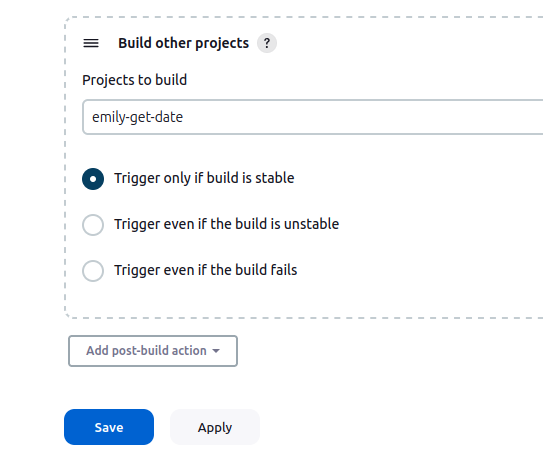 Build other projects ?
Projects to build
emily-get-date
Trigger only if build is stable
Trigger even if the build is unstable
Trigger even if the build fails
Add post-build action
Save Apply